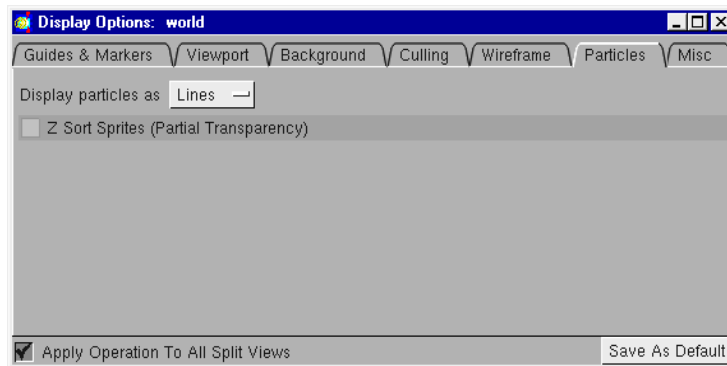 Display Options: world
Guides & Markers Viewport Background Culling Wireframe Particles Misc
Display particles as Lines
Z Sort Sprites (Partial Transparency)
Apply Operation To All Split Views Save As Default